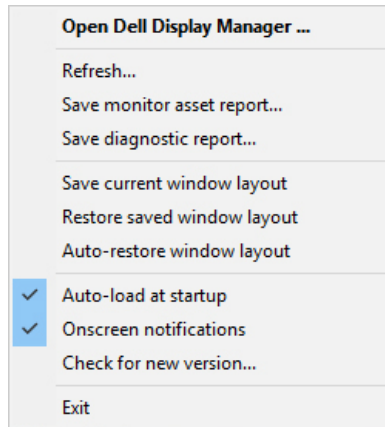 Open Dell Display Manager ...
Refresh...
Save monitor asset report...
Save diagnostic report...
Save current window layout
Restore saved window layout
Auto-restore window layout
Auto-load at startup
Onscreen notifications
Check for new version...
Exit